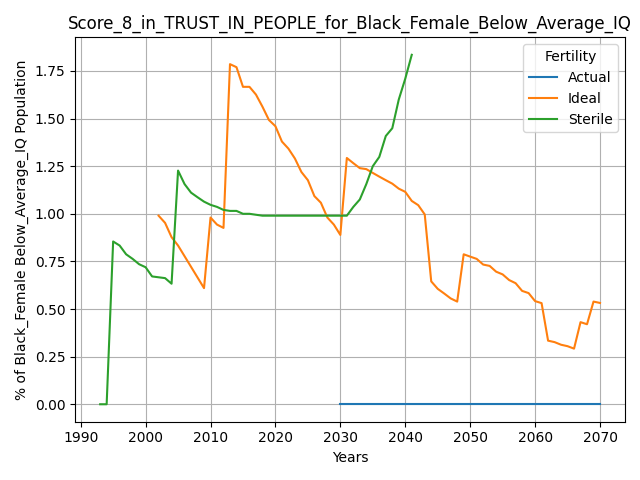 Score_8_in_TRUST_IN_PEOPLE_for_Black_Female_Below_Average_IQ
Fertility
Actual
Ideal
Sterile
% of Black_Female Below_Average_IQ Population
1.75
1.50
1.25
1.00
0.75
0.50
0.25
0.00
1990 2000 2010 2020 2030 2040 2050 2060 2070
Years